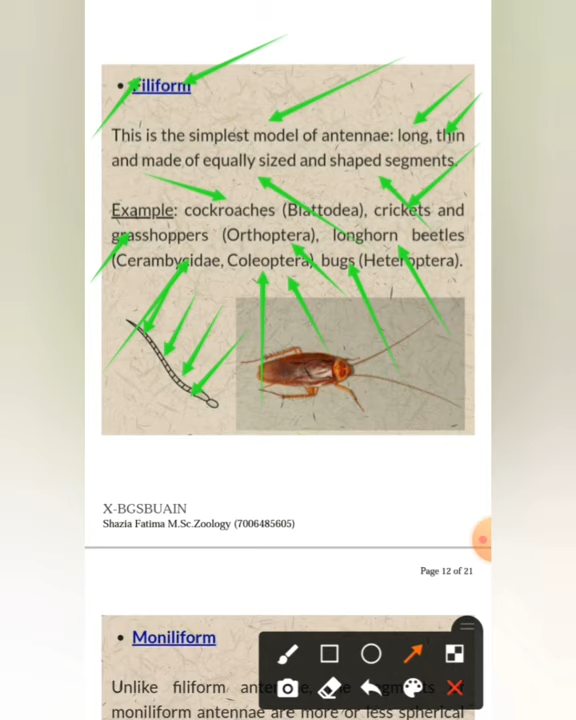 • Filiform
This is the simplest model of antennae: long, thin
and made of equally sized and shaped segments.
Example: cockroaches (Blattodea), crickets and
grasshoppers (Orthoptera), longhorn beetles
(Cerambycidae, Coleoptera), bugs (Heteroptera).
X-BGSBUAIN
Shazia Fatima M.Sc.Zoology (7006485605)
Page 12 of 21
• Moniliform
Unlike filiform
moniliform antennae are more or less spherical